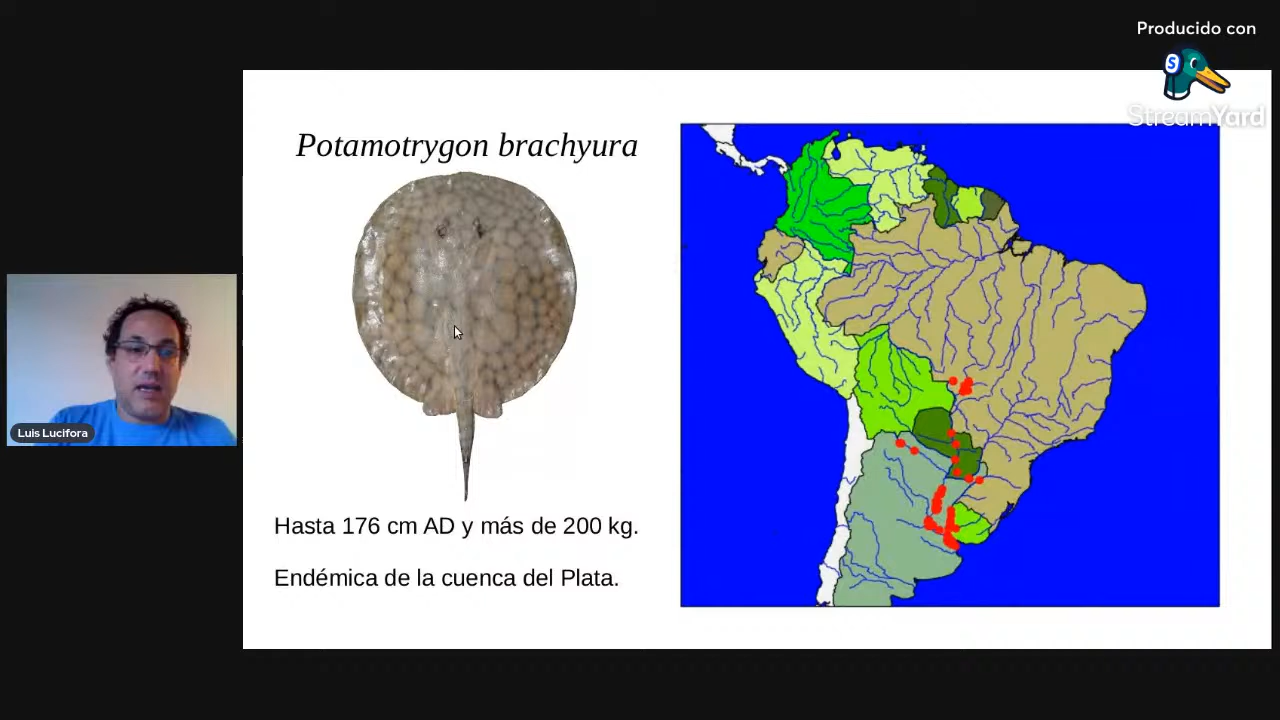 Producido con
StreamYard
Potamotrygon brachyura
Hasta 176 cm AD y más de 200 kg.
Endémica de la cuenca del Plata.
Luis Lucifora